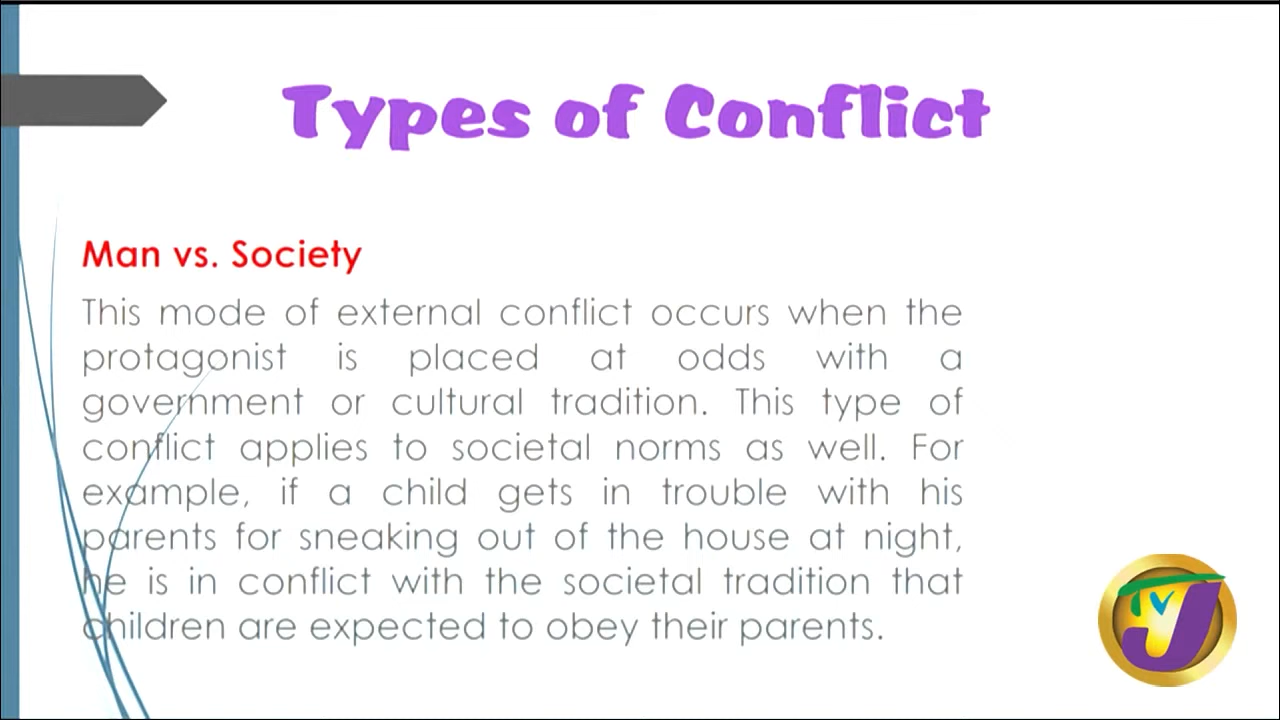 Types of Conflict
Man vs. Society
This mode of external conflict occurs when the
protagonist is placed at odds with a
government or cultural tradition. This type of
conflict applies to societal norms as well. For
example, if a child gets in trouble with his
parents for sneaking out of the house at night,
he is in conflict with the societal tradition that
children are expected to obey their parents.
TVJ